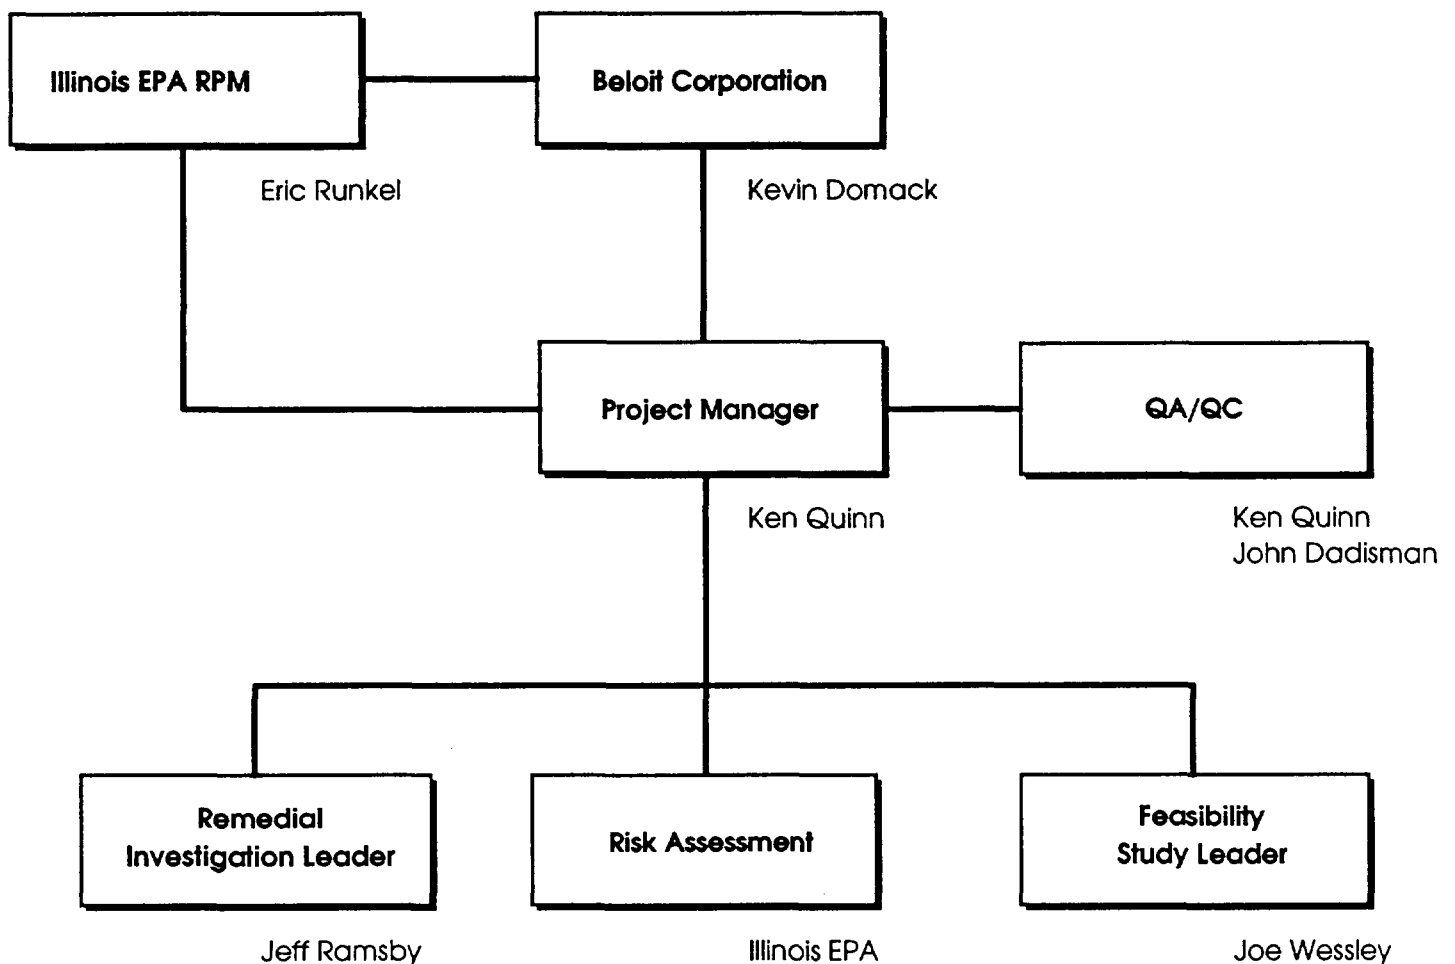 Illinois EPA RPM
Beloit Corporation
Eric Runkel
Kevin Domack
Project Manager
QA/QC
Ken Quinn
Ken Quinn
John Dadisman
Remedial
Investigation Leader
Risk Assessment
Feasibility
Study Leader
Jeff Ramsby
Illinois EPA
Joe Wessley